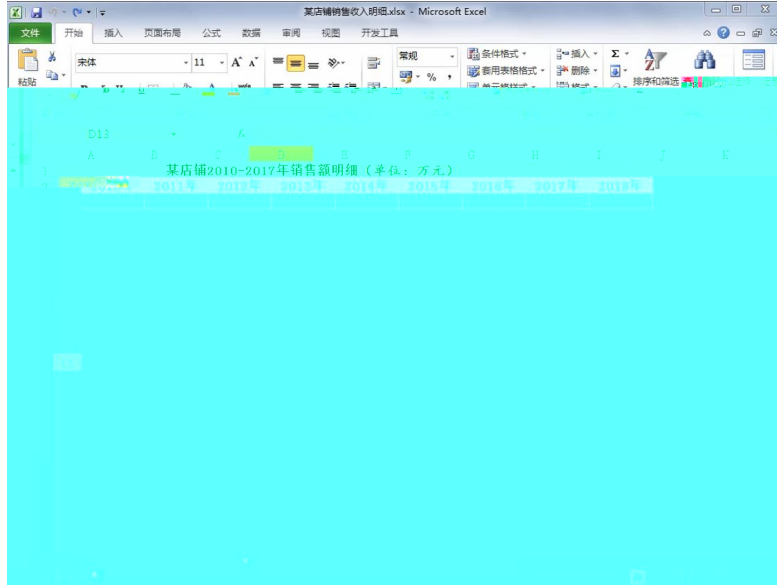 某店铺销售收入明细.xlsx - Microsoft Excel
文件 开始 插入 页面布局 公式 数据 审阅 视图 开发工具
宋体 11 A A 常规 条件格式 插入 Σ
粘贴 % , 套用表格格式 删除 排序和筛选
D13 fx
A B C D E F G H I J K
1 某店铺2010-2017年销售额明细 (单位: 万元)
2 2011年 2012年 2013年 2014年 2015年 2016年 2017年 2018年